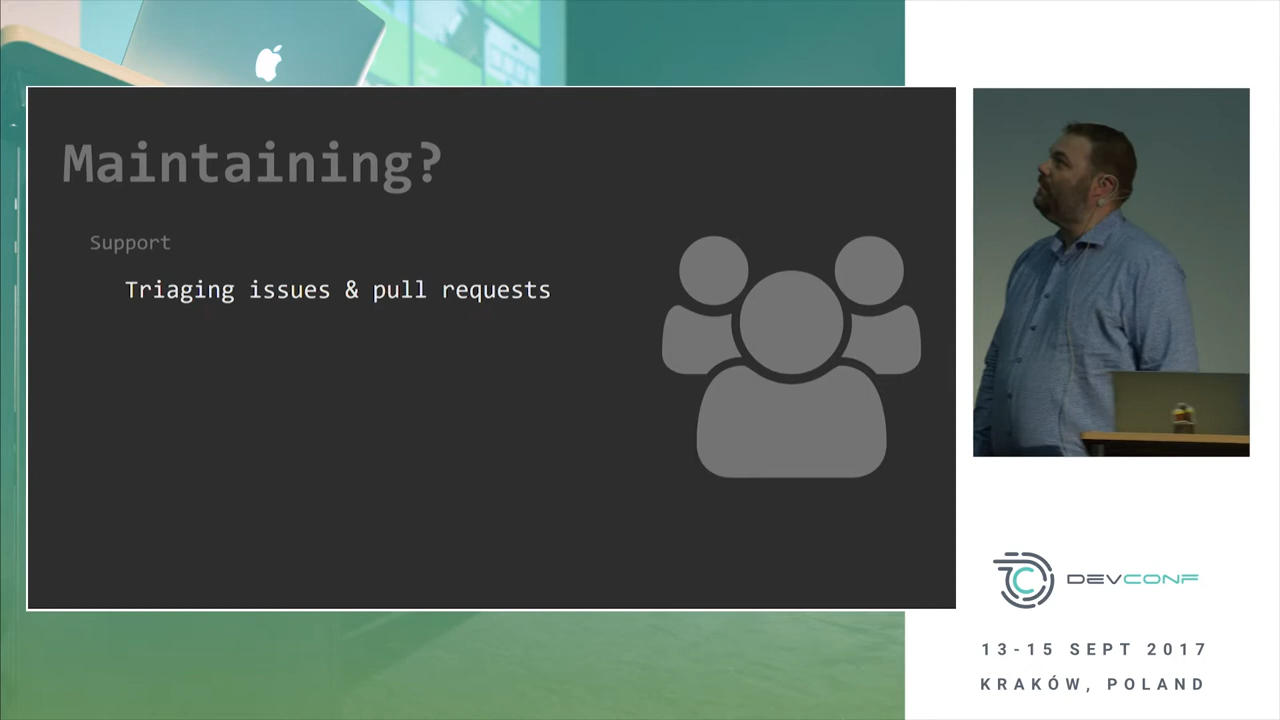 Maintaining?
Support
Triaging issues & pull requests
DEVCONF
13-15 SEPT 2017
KRAKÓW, POLAND